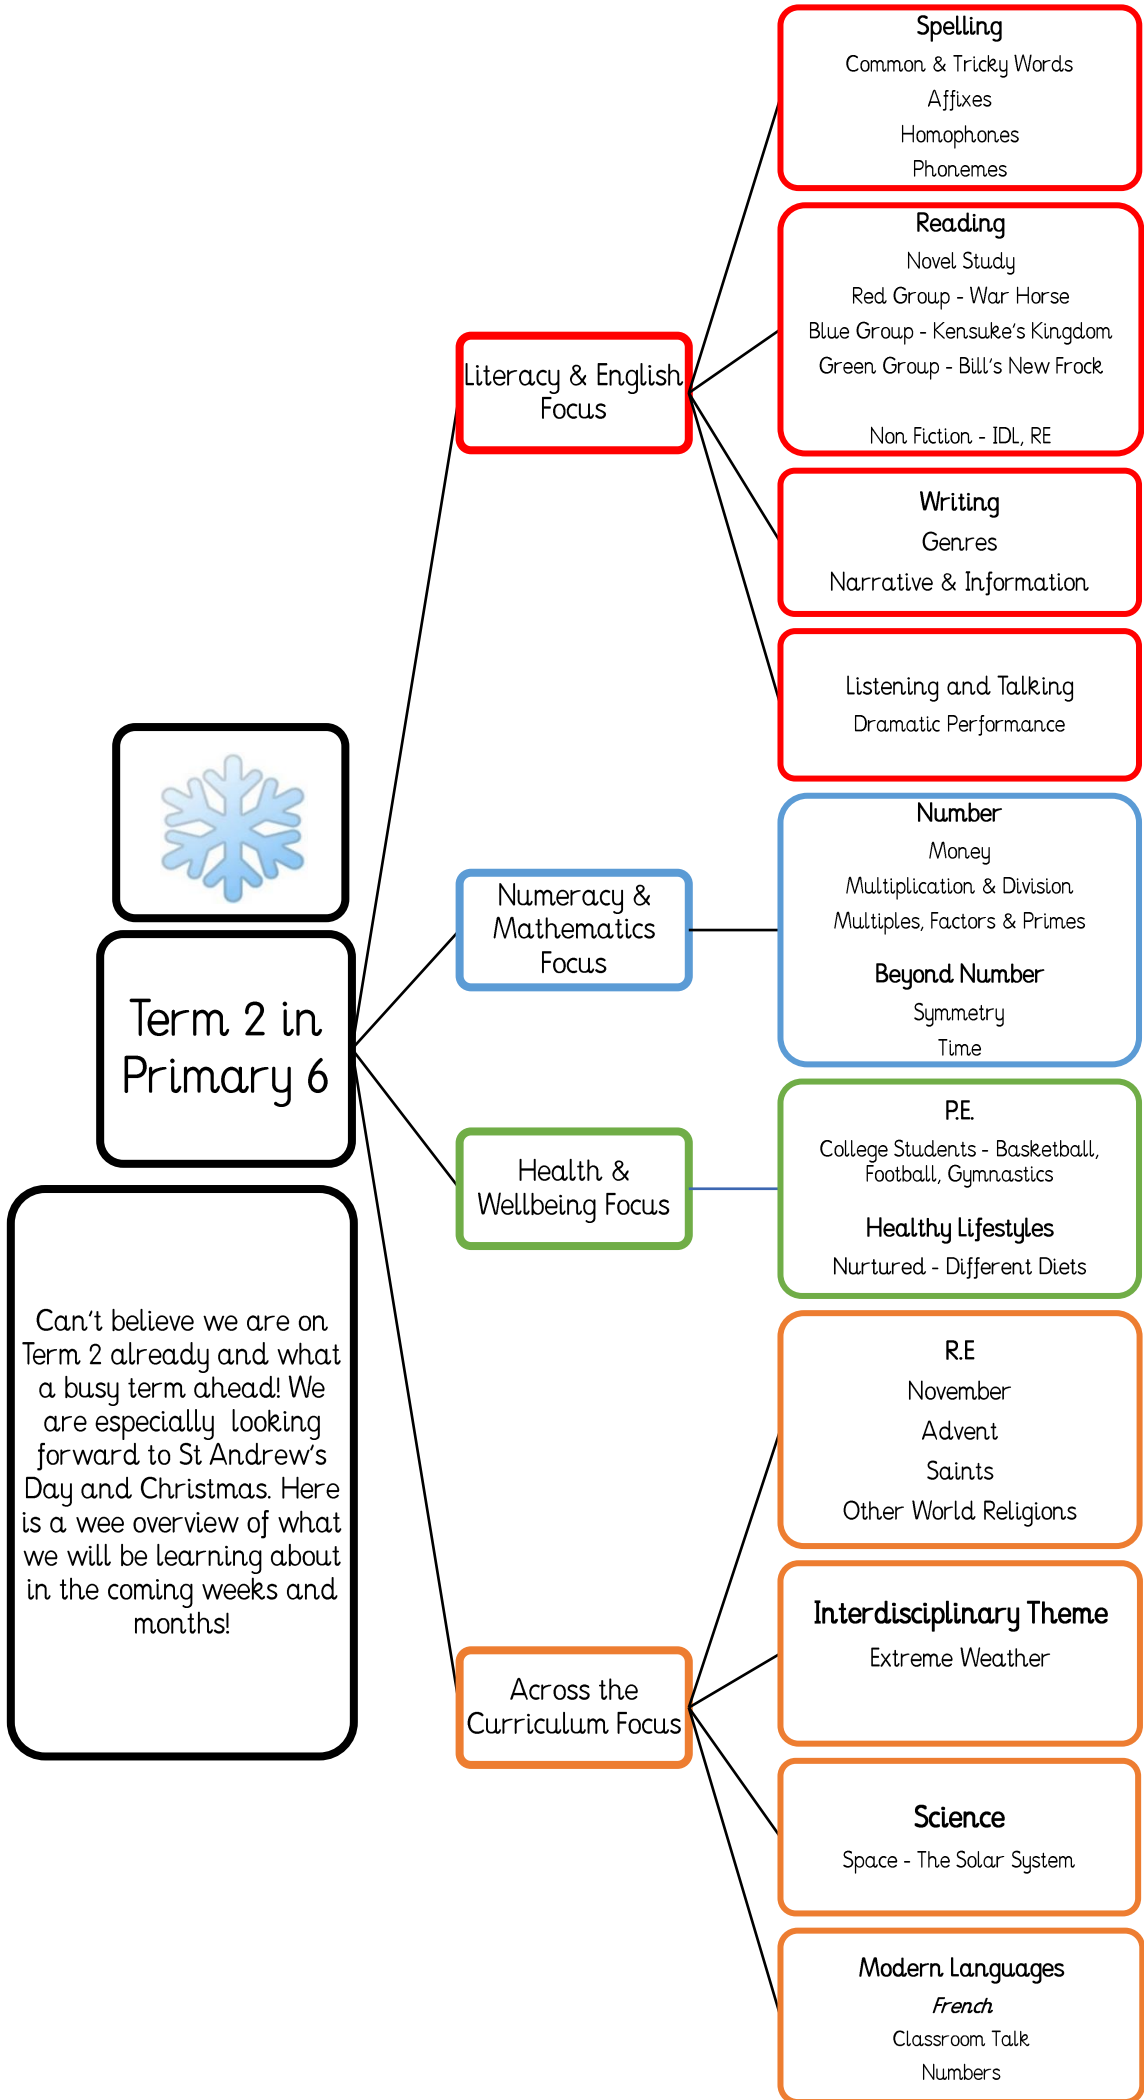 Term 2 in
Primary 6
Can't believe we are on
Term 2 already and what
a busy term ahead! We
are especially  looking
forward to St Andrew's
Day and Christmas. Here
is a wee overview of what
we will be learning about
in the coming weeks and
months!
Literacy & English
Focus
Spelling
Common & Tricky Words
Affixes
Homophones
Phonemes
Reading
Novel Study
Red Group - War Horse
Blue Group - Kensuke's Kingdom
Green Group - Bill's New Frock
Non Fiction - IDL, RE
Writing
Genres
Narrative & Information
Listening and Talking
Dramatic Performance
Numeracy &
Mathematics
Focus
Number
Money
Multiplication & Division
Multiples, Factors & Primes
Beyond Number
Symmetry
Time
Health &
Wellbeing Focus
P.E.
College Students - Basketball,
Football, Gymnastics
Healthy Lifestyles
Nurtured - Different Diets
Across the
Curriculum Focus
R.E
November
Advent
Saints
Other World Religions
Interdisciplinary Theme
Extreme Weather
Science
Space - The Solar System
Modern Languages
French
Classroom Talk
Numbers